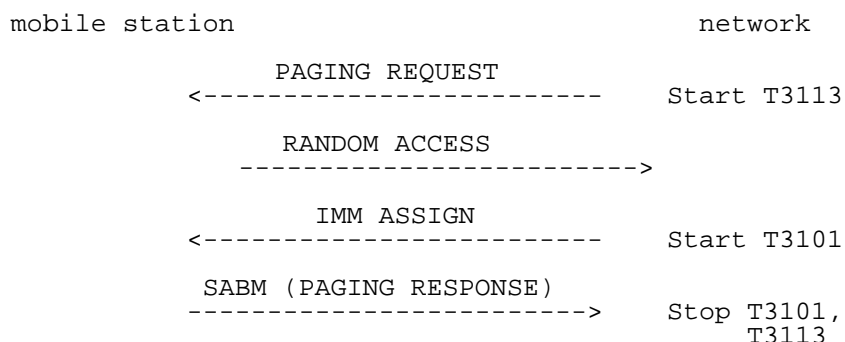 mobile station network
PAGING REQUEST
<------------------------- Start T3113
RANDOM ACCESS
------------------------->
IMM ASSIGN
<------------------------- Start T3101
SABM (PAGING RESPONSE)
-------------------------> Stop T3101,
T3113